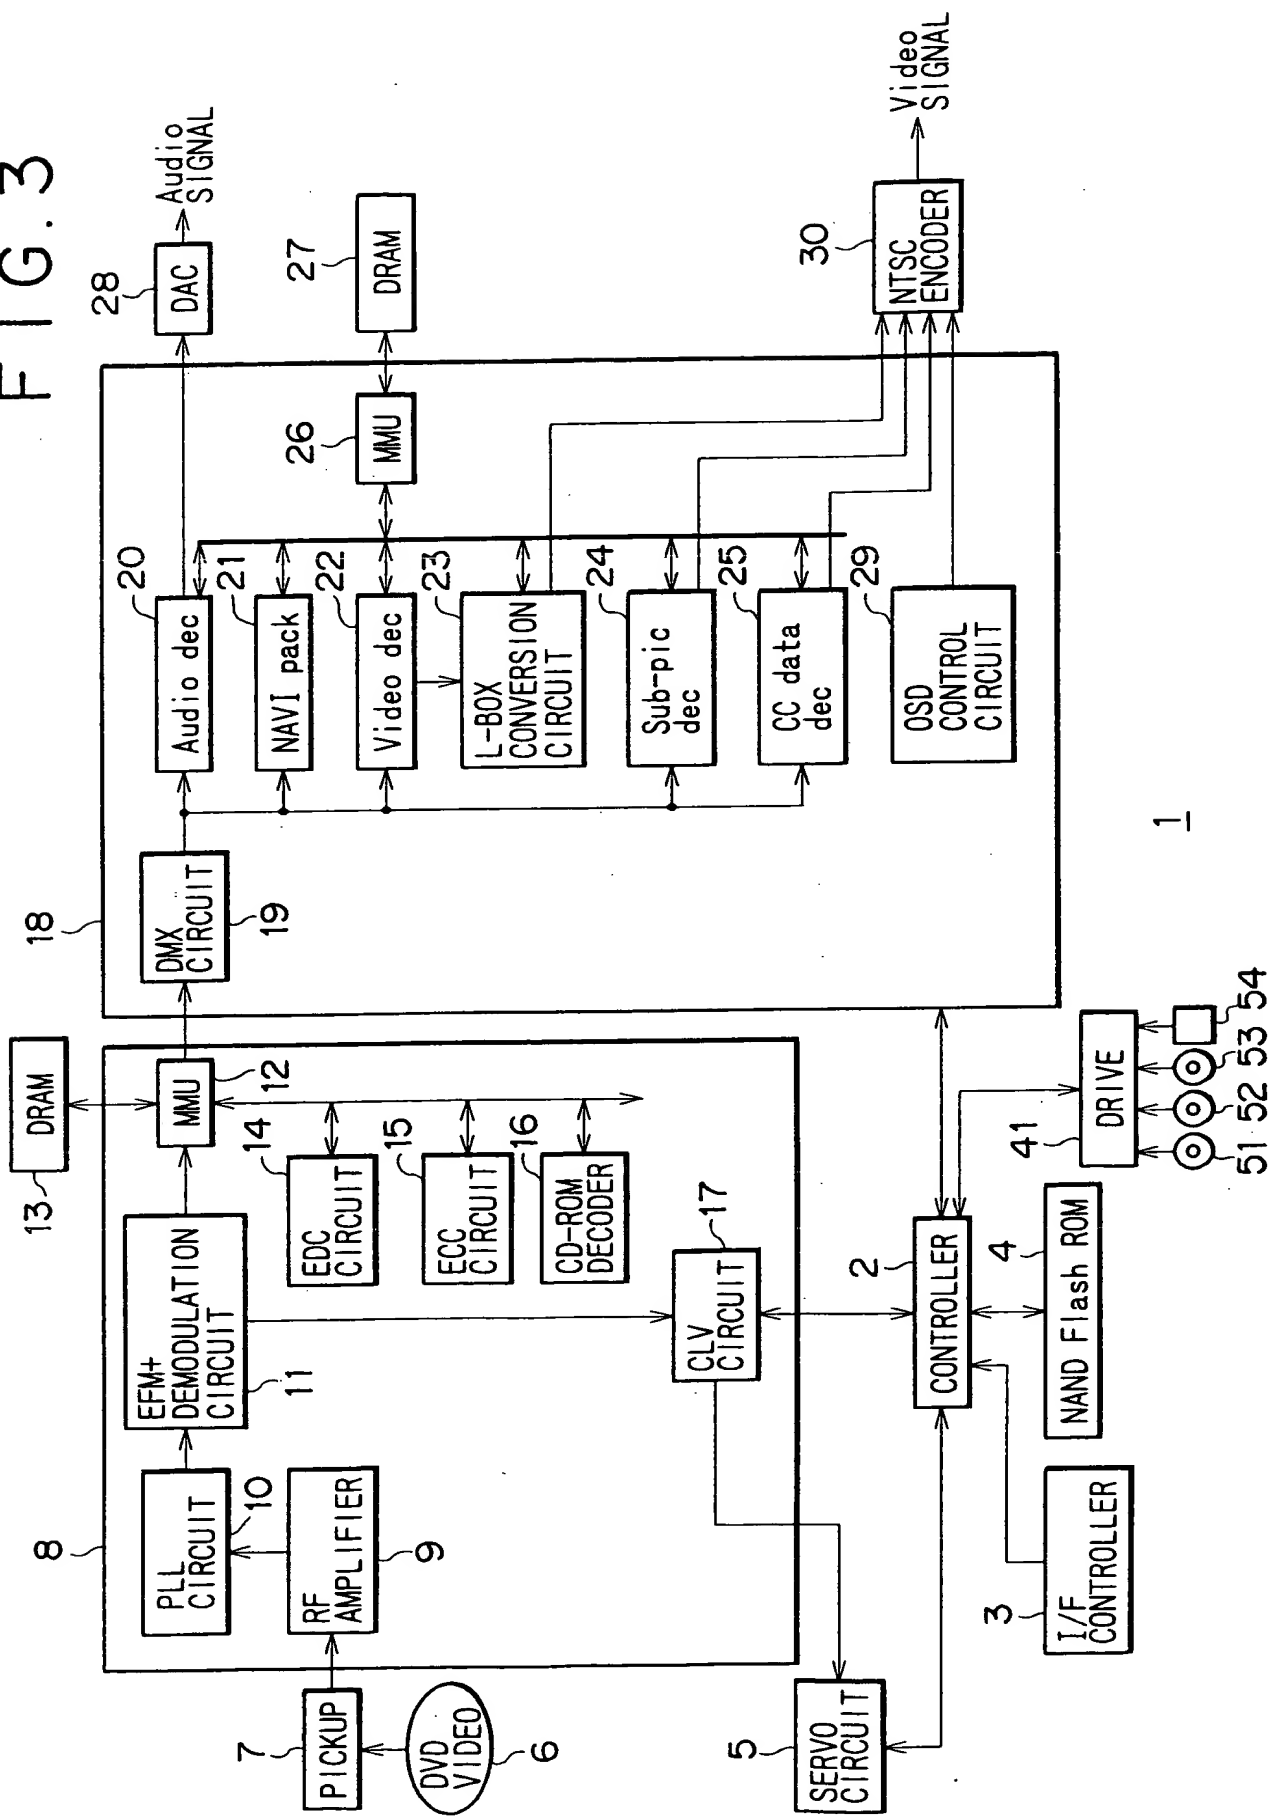 FIG.3
28
DAC
Audio
SIGNAL
27
DRAM
26
MMU
30
NTSC
ENCODER
Video
SIGNAL
18
DMX
CIRCUIT
19
20
Audio dec
21
NAVI pack
22
Video dec
23
L-BOX
CONVERSION
CIRCUIT
24
Sub-pic
dec
25
CC data
dec
29
OSD
CONTROL
CIRCUIT
13
DRAM
MMU
12
8
PLL
CIRCUIT
10
EFM+
DEMODULATION
CIRCUIT
11
RF
AMPLIFIER
9
14
EDC
CIRCUIT
15
ECC
CIRCUIT
16
CD-ROM
DECODER
17
CLV
CIRCUIT
7
PICKUP
DVD
VIDEO
6
5
SERVO
CIRCUIT
2
CONTROLLER
3
I/F
CONTROLLER
4
NAND Flash ROM
41
DRIVE
51
52
53
54
1